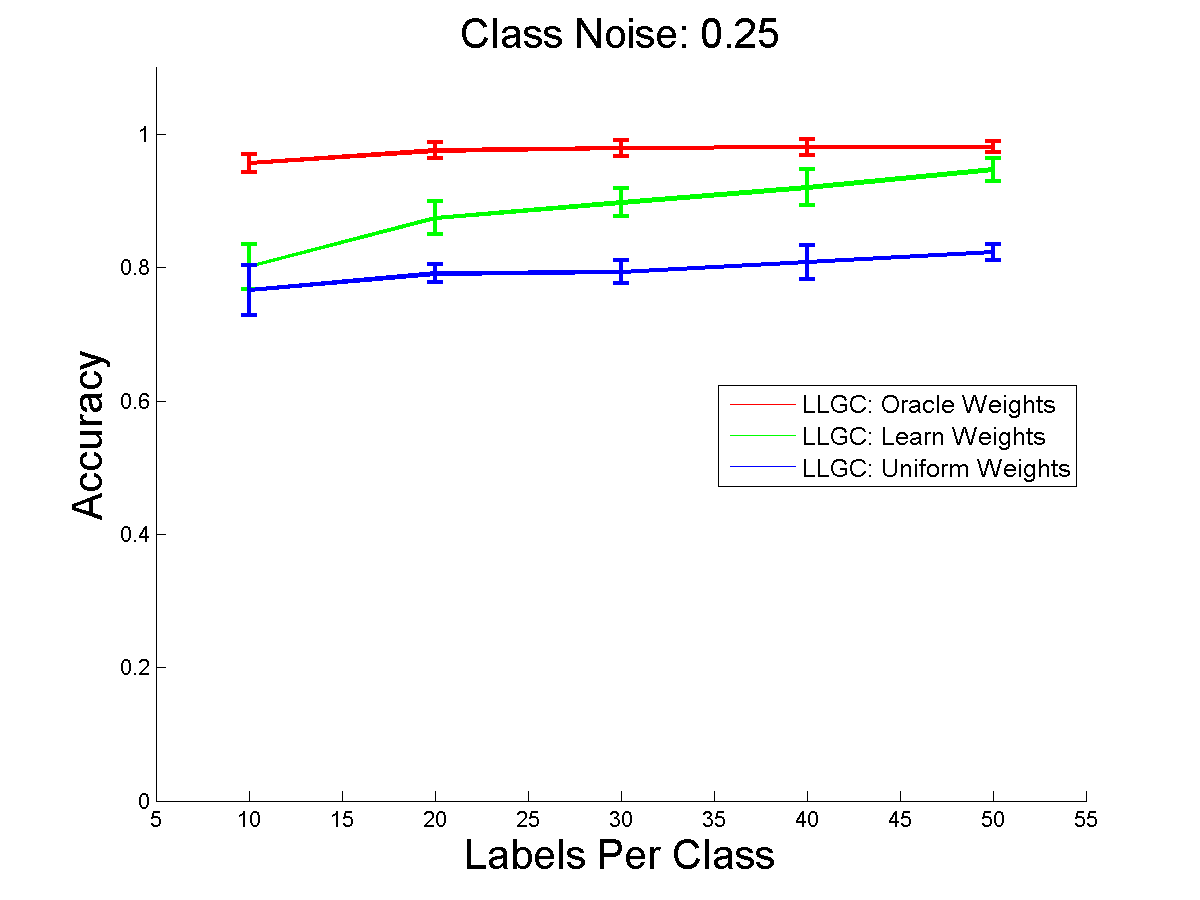 Class Noise: 0.25
1
0.8
0.6
0.4
0.2
0
Accuracy
LLGC: Oracle Weights
LLGC: Learn Weights
LLGC: Uniform Weights
5 10 15 20 25 30 35 40 45 50 55
Labels Per Class